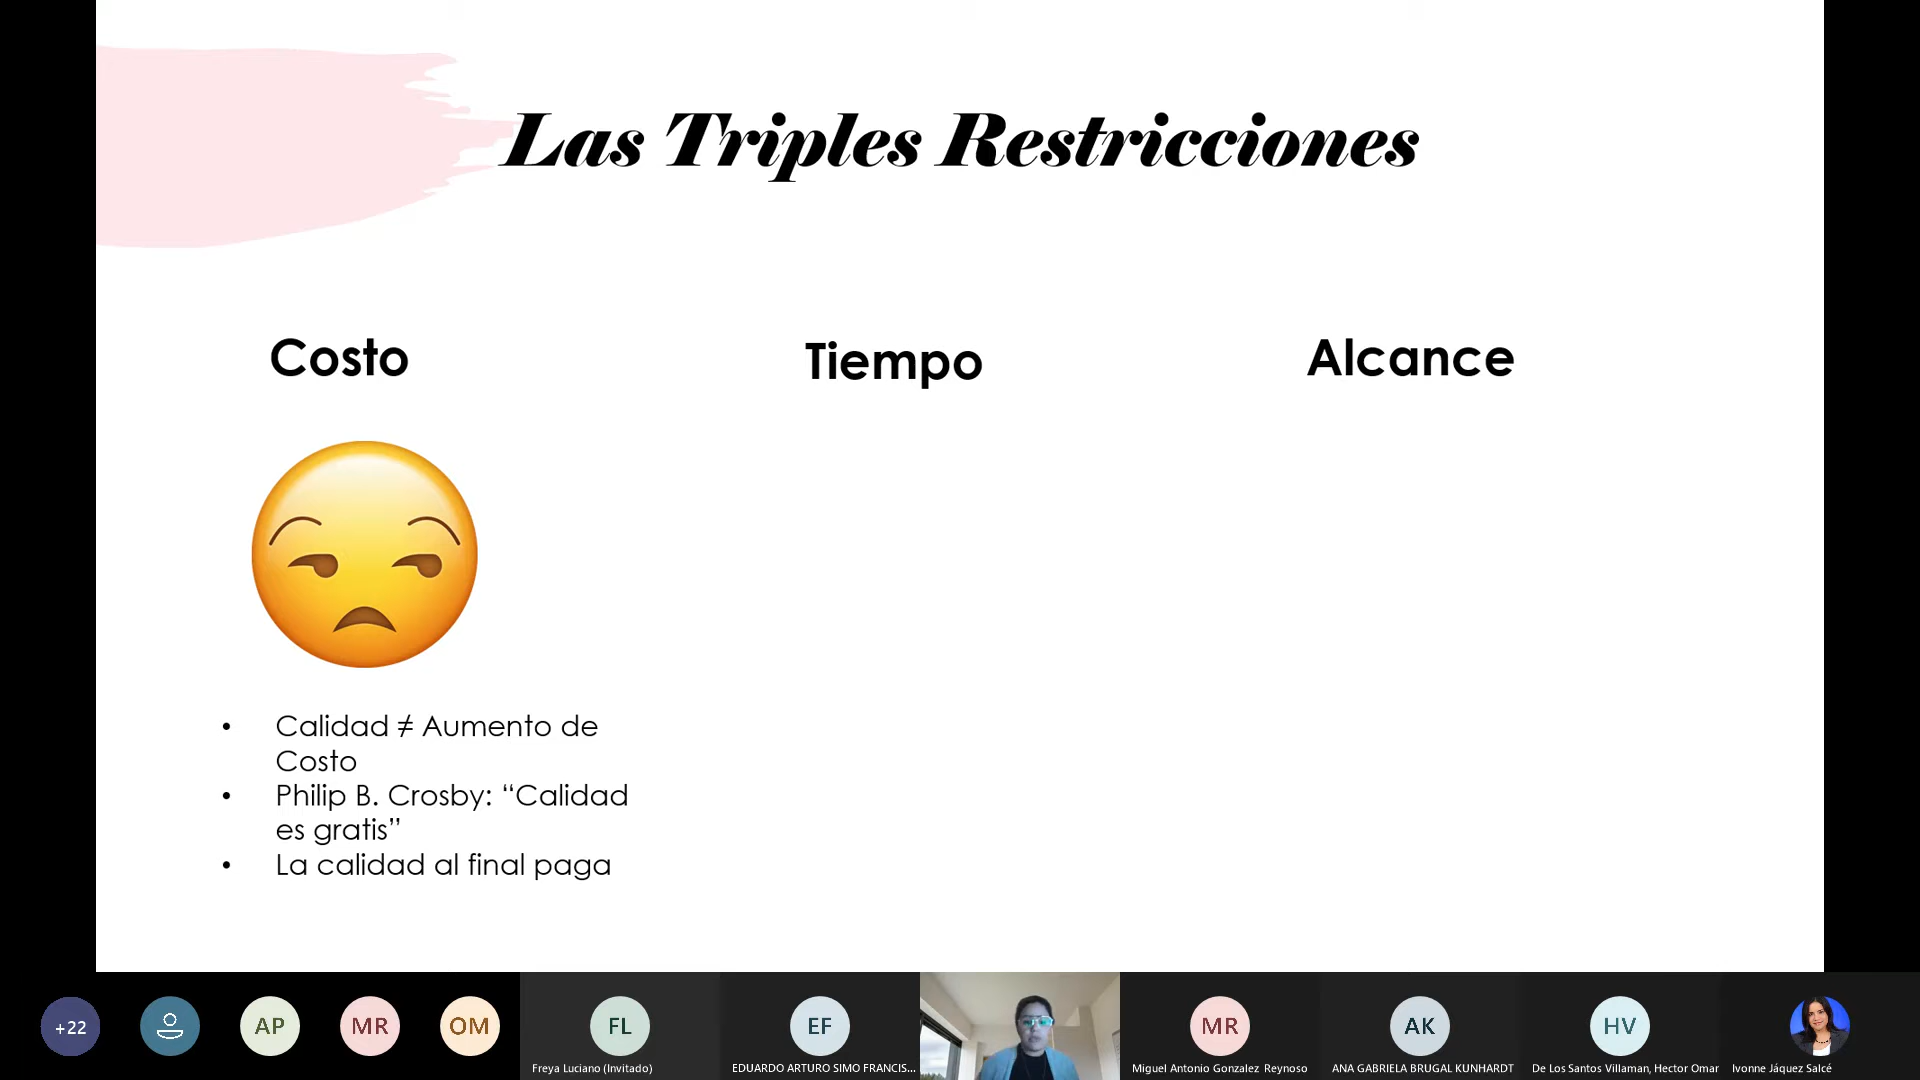 Las Triples Restricciones
Costo
Tiempo
Alcance
• Calidad ≠ Aumento de
Costo
• Philip B. Crosby: “Calidad
es gratis”
• La calidad al final paga
+22
AP
MR
OM
FL
Freya Luciano (Invitado)
EF
EDUARDO ARTURO SIMO FRANCIS...
MR
Miguel Antonio Gonzalez Reynoso
AK
ANA GABRIELA BRUGAL KUNHARDT
HV
De Los Santos Villaman, Hector Omar
Ivonne Jáquez Salcé